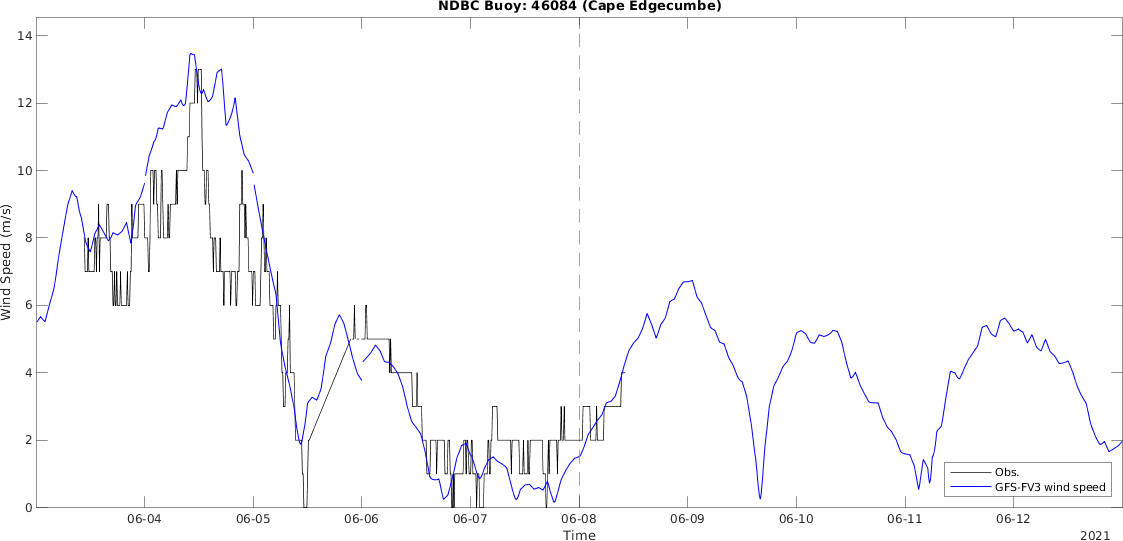 NDBC Buoy: 46084 (Cape Edgecumbe)
14
12
10
8
6
4
2
0
Wind Speed (m/s)
Obs.
GFS-FV3 wind speed
06-04 06-05 06-06 06-07 06-08 06-09 06-10 06-11 06-12
Time
2021